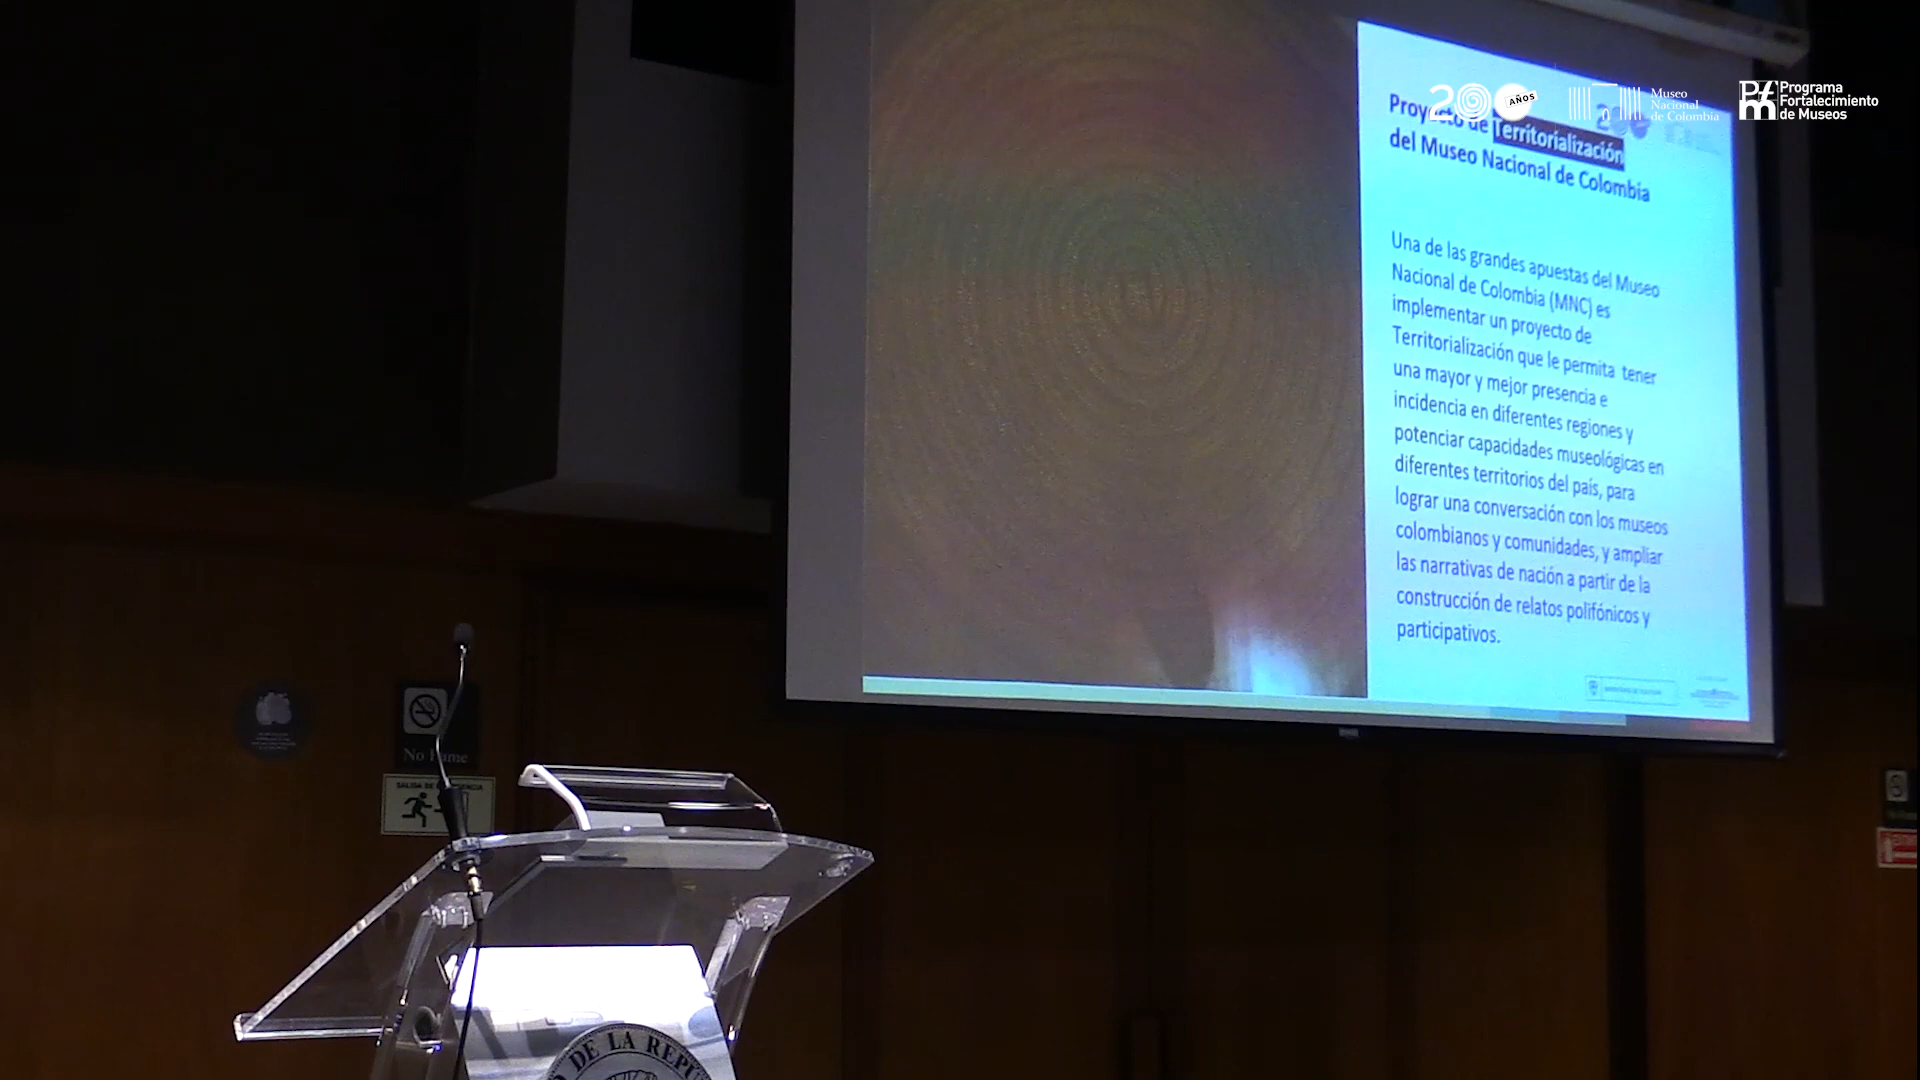 200 AÑOS
Museo
Nacional
de Colombia
Pfm
Programa
Fortalecimiento
de Museos
Proyecto de Territorialización
del Museo Nacional de Colombia
Una de las grandes apuestas del Museo
Nacional de Colombia (MNC) es
implementar un proyecto de
Territorialización que le permita tener
una mayor y mejor presencia e
incidencia en diferentes regiones y
potenciar capacidades museológicas en
diferentes territorios del país, para
lograr una conversación con los museos
colombianos y comunidades, y ampliar
las narrativas de nación a partir de la
construcción de relatos polifónicos y
participativos.
No Fume
SALIDA DE
DE LA REPÚ